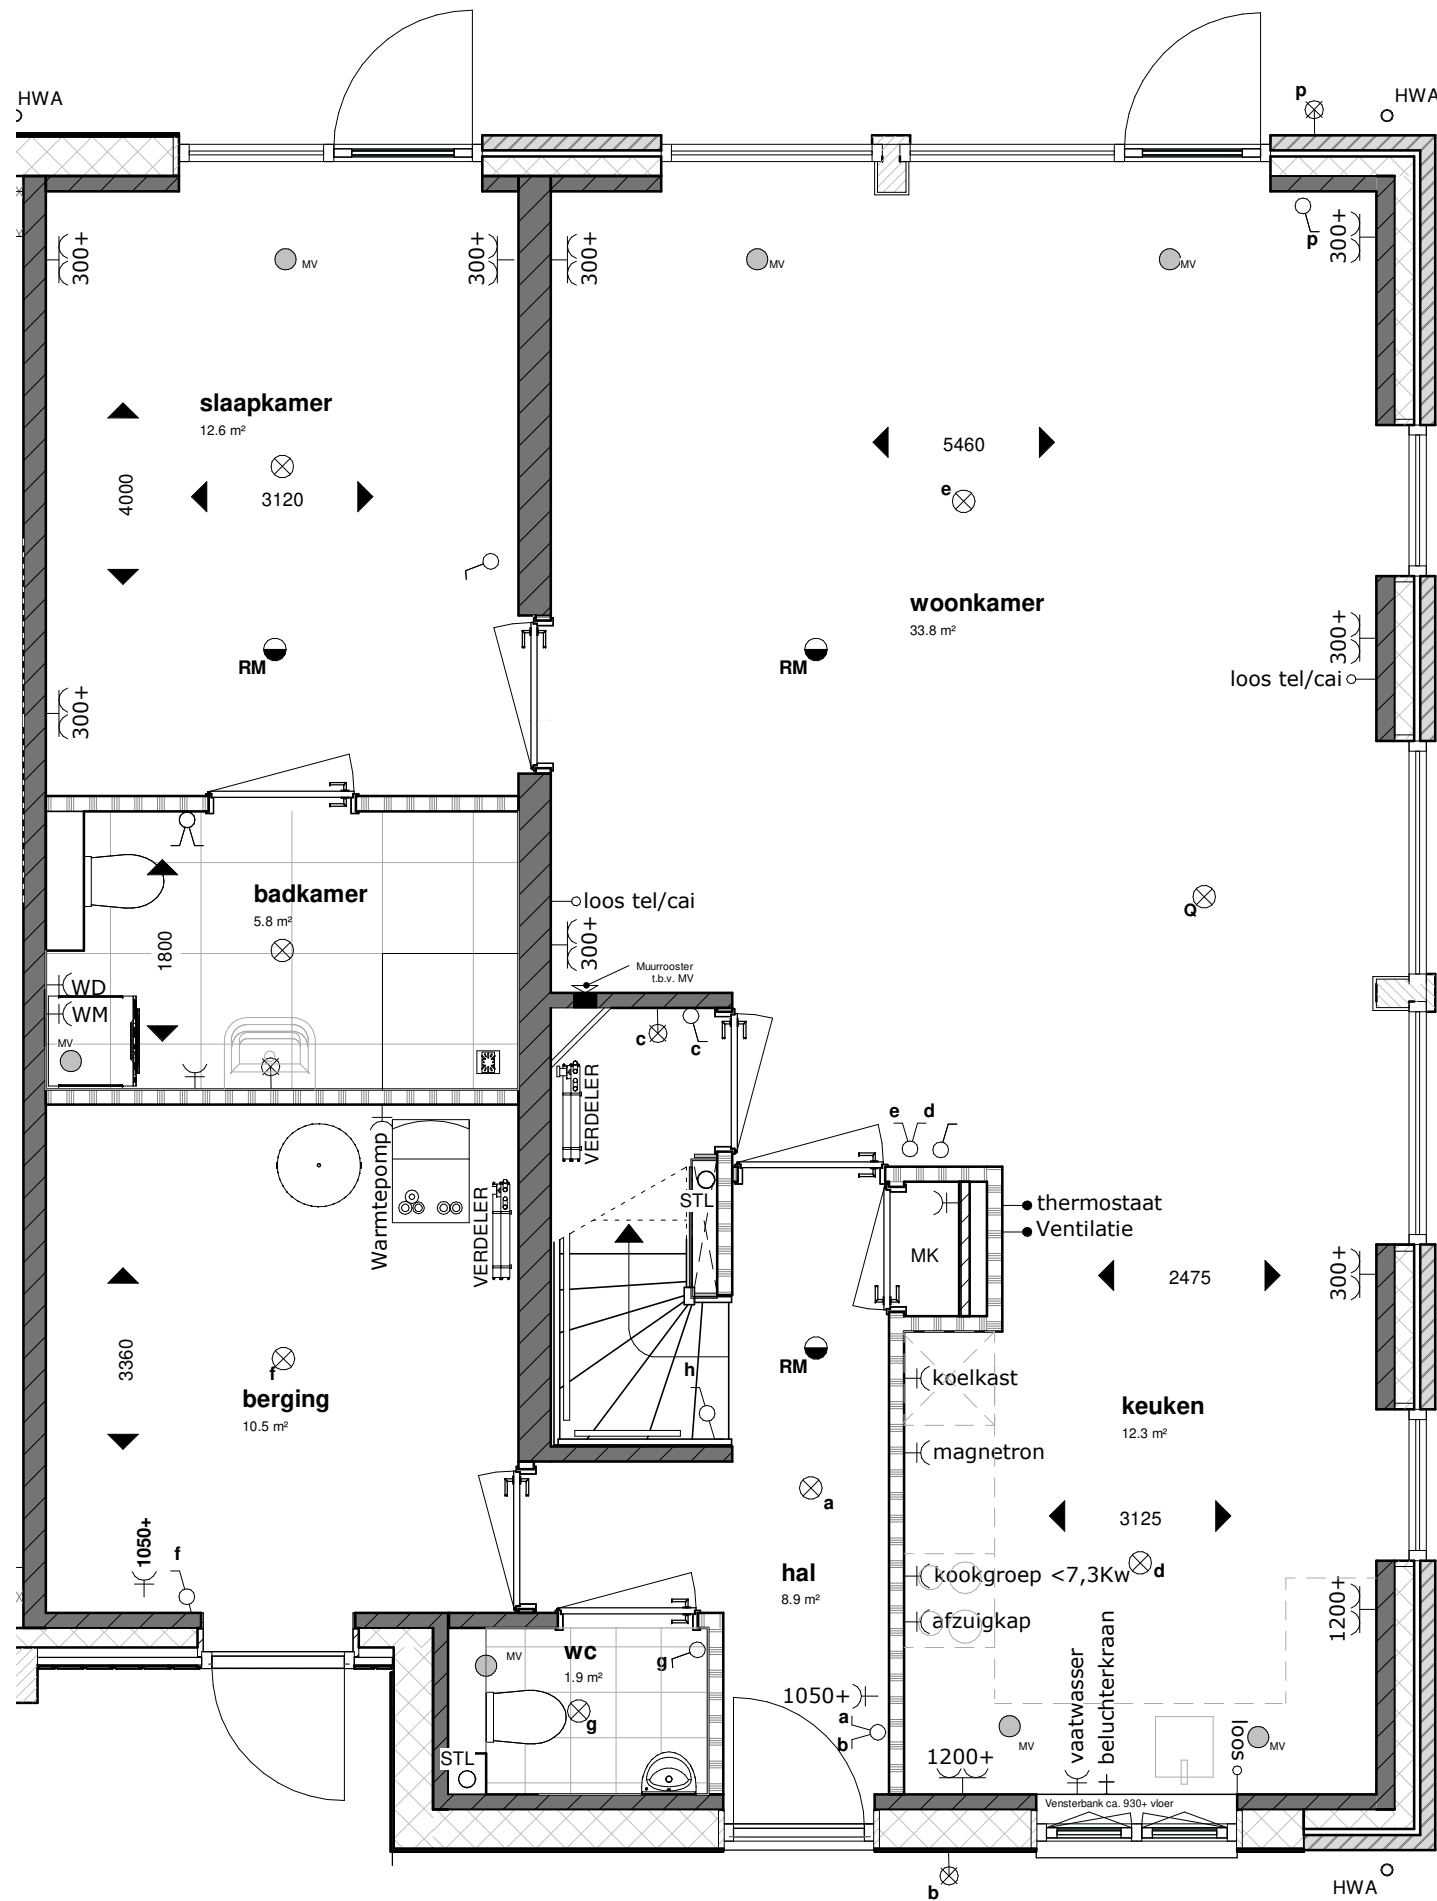 HWA
p
HWA
300+
MV
300+
300+
MV
MV
p
300+
slaapkamer
12.6 m²
4000
3120
5460
e
woonkamer
33.8 m²
RM
RM
300+
loos tel/cai
300+
badkamer
5.8 m²
1800
loos tel/cai
300+
Q
WD
WM
MV
Muurrooster
t.b.v. MV
c
c
VERDELER
e
d
Warmtepomp
VERDELER
STL
thermostaat
Ventilatie
MK
2475
300+
3360
f
berging
10.5 m²
h
RM
koelkast
keuken
12.3 m²
magnetron
a
3125
d
1050+
f
hal
8.9 m²
kookgroep <7,3Kw
afzuigkap
1200+
wc
1.9 m²
MV
g
g
1050+
a
b
vaatwasser
beluchterkraan
MV
loos
MV
STL
1200+
Vensterbank ca. 930+ vloer
b
HWA